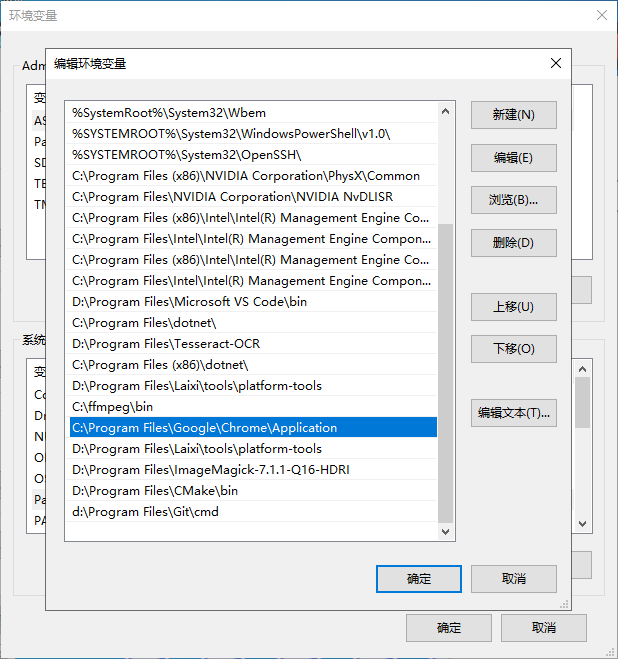 环境变量
Adm
编辑环境变量
变
AS
Pa
SD
TE
TM
%SystemRoot%\System32\Wbem
%SYSTEMROOT%\System32\WindowsPowerShell\v1.0\
%SYSTEMROOT%\System32\OpenSSH\
C:\Program Files (x86)\NVIDIA Corporation\PhysX\Common
C:\Program Files\NVIDIA Corporation\NVIDIA NvDLISR
C:\Program Files (x86)\Intel\Intel(R) Management Engine Co...
C:\Program Files\Intel\Intel(R) Management Engine Compon...
C:\Program Files (x86)\Intel\Intel(R) Management Engine Co...
C:\Program Files\Intel\Intel(R) Management Engine Compon...
D:\Program Files\Microsoft VS Code\bin
C:\Program Files\dotnet\
D:\Program Files\Tesseract-OCR
C:\Program Files (x86)\dotnet\
D:\Program Files\Laixi\tools\platform-tools
C:\ffmpeg\bin
C:\Program Files\Google\Chrome\Application
D:\Program Files\Laixi\tools\platform-tools
D:\Program Files\ImageMagick-7.1.1-Q16-HDRI
D:\Program Files\CMake\bin
d:\Program Files\Git\cmd
新建(N)
编辑(E)
浏览(B)...
删除(D)
上移(U)
下移(O)
编辑文本(T)...
系统
变
Co
Dr
OS
Pa
PA
确定
取消
确定
取消